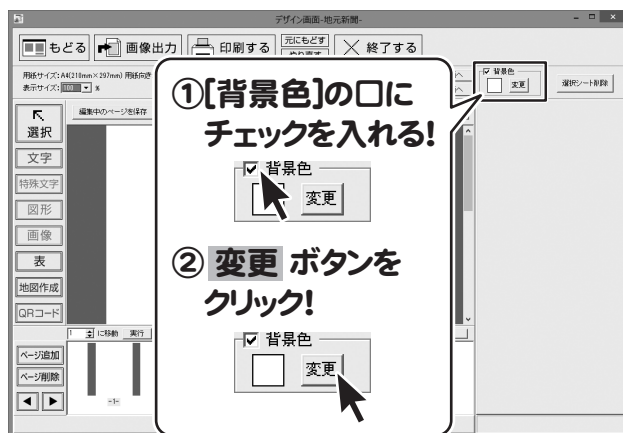 デザイン画面-地元新聞-
もどる 画像出力 印刷する 元にもどす 終了する
用紙サイズ:A4(210mm×297mm) 用紙向き
表示サイズ: 100 %
背景色
変更
選択シート削除
選択
編集中のページを保存
文字
特殊文字
図形
画像
表
地図作成
QRコード
1 に移動 実行
ページ追加
ページ削除
-1-
①[背景色]の□に
チェックを入れる!
背景色
変更
② 変更 ボタンを
クリック!
背景色
変更